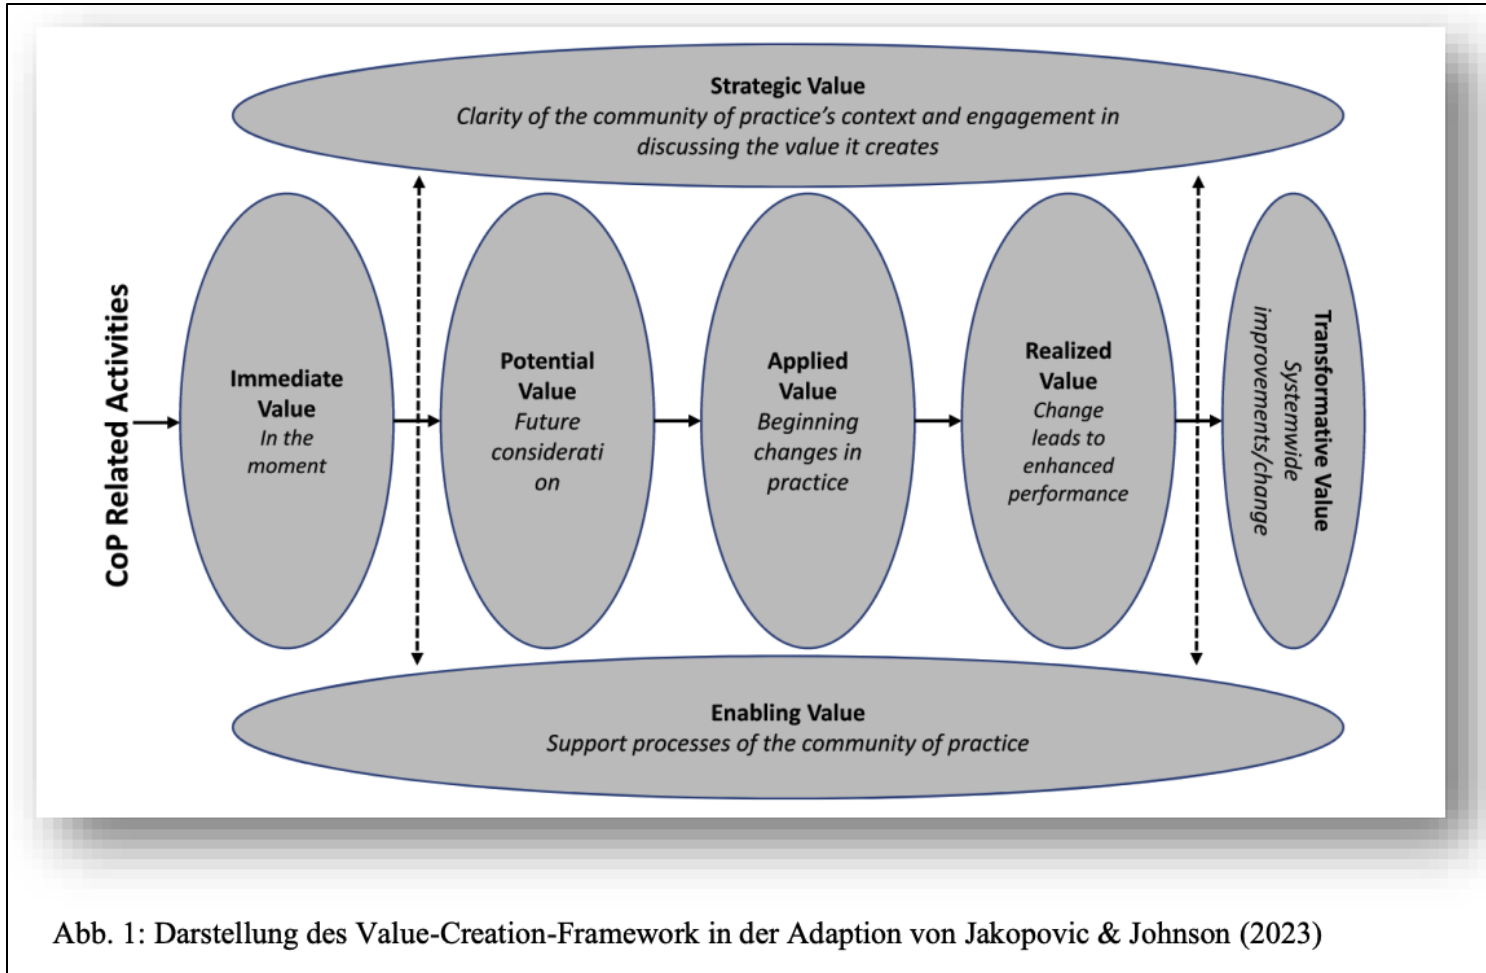 Strategic Value
Clarity of the community of practice's context and engagement in
discussing the value it creates
CoP Related Activities
Immediate
Value
In the
moment
Potential
Value
Future
considerati
on
Applied
Value
Beginning
changes in
practice
Realized
Value
Change
leads to
enhanced
performance
Transformative Value
Systemwide
improvements/change
Enabling Value
Support processes of the community of practice
Abb. 1: Darstellung des Value-Creation-Framework in der Adaption von Jakopovic & Johnson (2023)